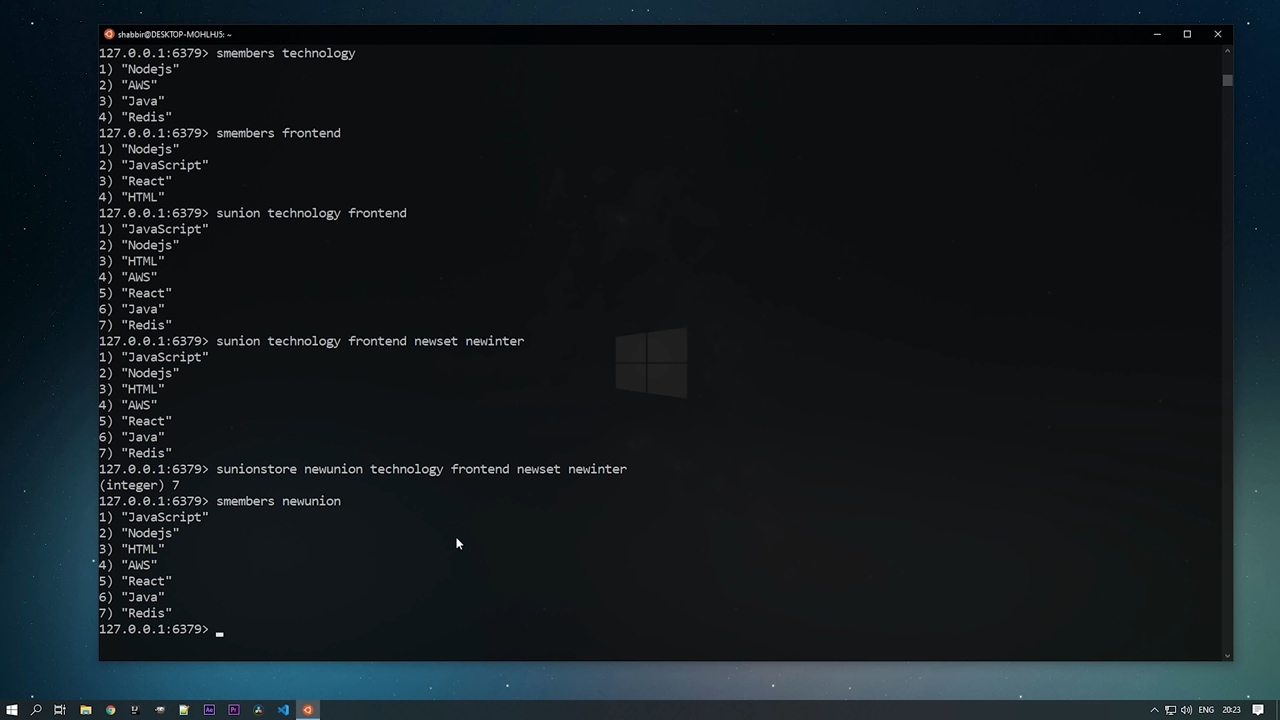 shabbir@DESKTOP-MOHLHJ5: ~
127.0.0.1:6379> smembers technology
1) "Nodejs"
2) "AWS"
3) "Java"
4) "Redis"
127.0.0.1:6379> smembers frontend
1) "Nodejs"
2) "JavaScript"
3) "React"
4) "HTML"
127.0.0.1:6379> sunion technology frontend
1) "JavaScript"
2) "Nodejs"
3) "HTML"
4) "AWS"
5) "React"
6) "Java"
7) "Redis"
127.0.0.1:6379> sunion technology frontend newset newinter
1) "JavaScript"
2) "Nodejs"
3) "HTML"
4) "AWS"
5) "React"
6) "Java"
7) "Redis"
127.0.0.1:6379> sunionstore newunion technology frontend newset newinter
(integer) 7
127.0.0.1:6379> smembers newunion
1) "JavaScript"
2) "Nodejs"
3) "HTML"
4) "AWS"
5) "React"
6) "Java"
7) "Redis"
127.0.0.1:6379>
Ae Pr ENG 20:23